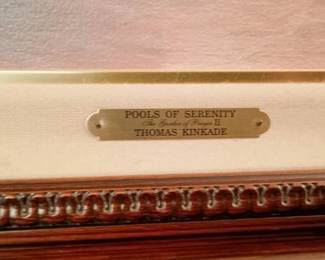 POOLS OF SERENITY
The Garden of Prayer II
THOMAS KINKADE